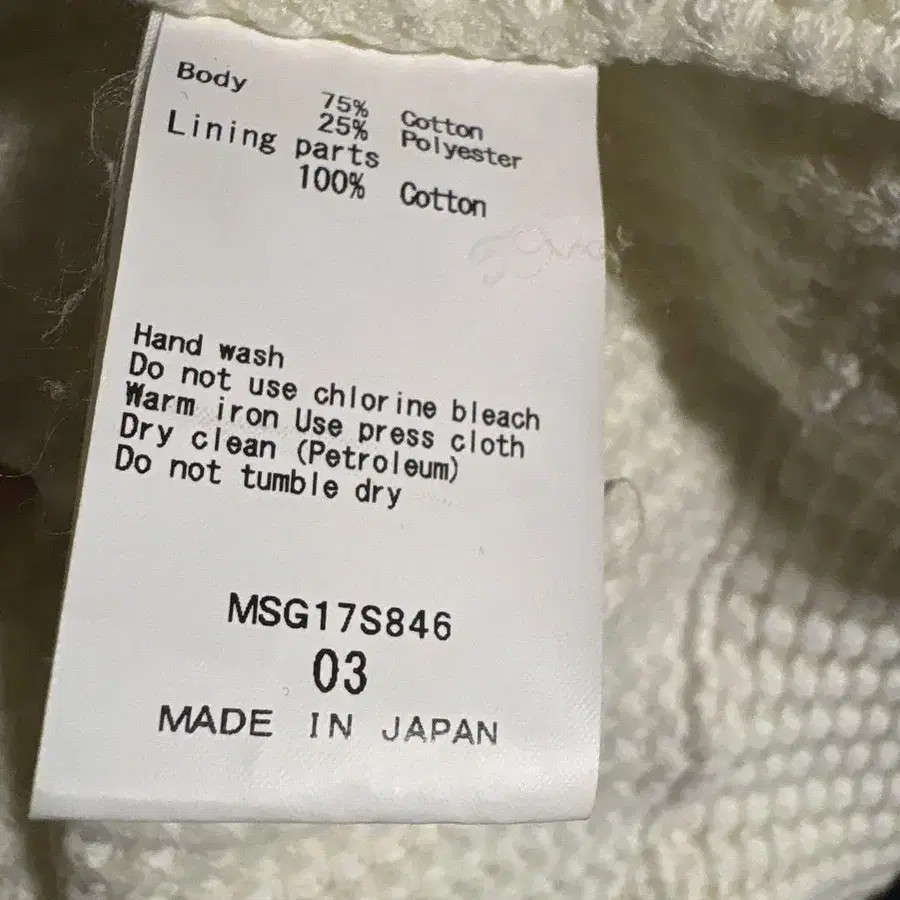 Body
75% Cotton
25% Polyester
Lining parts
100% Cotton
Hand wash
Do not use chlorine bleach
Warm iron Use press cloth
Dry clean (Petroleum)
Do not tumble dry
MSG17S846
03
MADE IN JAPAN